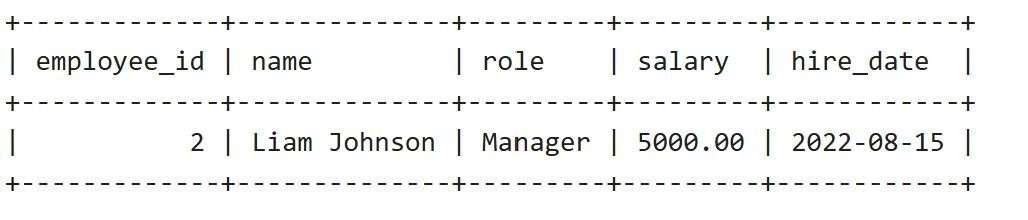 +-------------+--------------+---------+---------+------------+
| employee_id | name         | role    | salary  | hire_date  |
+-------------+--------------+---------+---------+------------+
|           2 | Liam Johnson | Manager | 5000.00 | 2022-08-15 |
+-------------+--------------+---------+---------+------------+